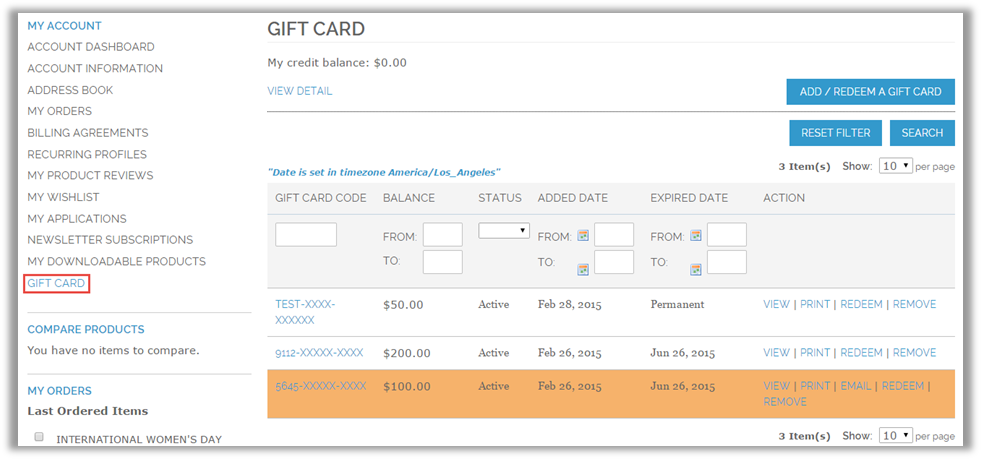 MY ACCOUNT
ACCOUNT DASHBOARD
ACCOUNT INFORMATION
ADDRESS BOOK
MY ORDERS
BILLING AGREEMENTS
RECURRING PROFILES
MY PRODUCT REVIEWS
MY WISHLIST
MY APPLICATIONS
NEWSLETTER SUBSCRIPTIONS
MY DOWNLOADABLE PRODUCTS
GIFT CARD
COMPARE PRODUCTS
You have no items to compare.
MY ORDERS
Last Ordered Items
INTERNATIONAL WOMEN'S DAY
GIFT CARD
My credit balance: $0.00
VIEW DETAIL
ADD / REDEEM A GIFT CARD
RESET FILTER SEARCH
3 Item(s) Show: 10 per page
"Date is set in timezone America/Los_Angeles"
GIFT CARD CODE BALANCE STATUS ADDED DATE EXPIRED DATE ACTION
FROM: FROM: FROM:
TO: TO: TO:
TEST-XXXX- $50.00 Active Feb 28, 2015 Permanent VIEW | PRINT | REDEEM | REMOVE
XXXXXX
9112-XXXXX-XXXX $200.00 Active Feb 26, 2015 Jun 26, 2015 VIEW | PRINT | REDEEM | REMOVE
5645-XXXXX-XXXX $100.00 Active Feb 26, 2015 Jun 26, 2015 VIEW | PRINT | EMAIL | REDEEM |
REMOVE
3 Item(s) Show: 10 per page